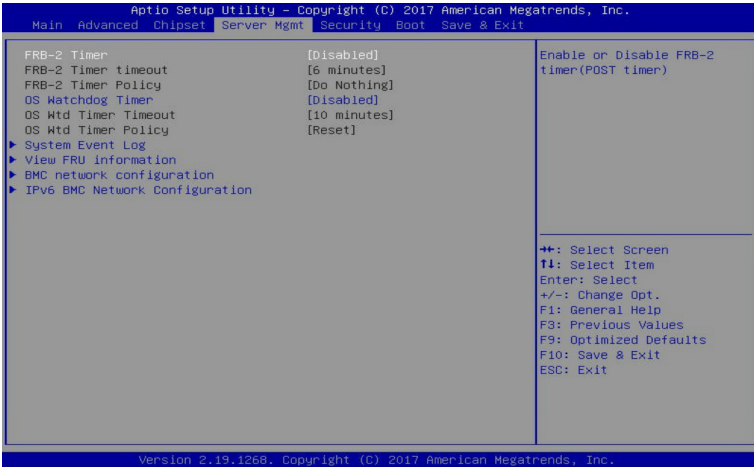 Aptio Setup Utility – Copyright (C) 2017 American Megatrends, Inc.
Main Advanced Chipset Server Mgmt Security Boot Save & Exit
FRB-2 Timer [Disabled]
FRB-2 Timer timeout [6 minutes]
FRB-2 Timer Policy [Do Nothing]
OS Watchdog Timer [Disabled]
OS Wtd Timer Timeout [10 minutes]
OS Wtd Timer Policy [Reset]
► System Event Log
► View FRU information
► BMC network configuration
► IPv6 BMC Network Configuration
Enable or Disable FRB-2
timer(POST timer)
→←: Select Screen
↑↓: Select Item
Enter: Select
+/-: Change Opt.
F1: General Help
F3: Previous Values
F9: Optimized Defaults
F10: Save & Exit
ESC: Exit
Version 2.19.1268. Copyright (C) 2017 American Megatrends, Inc.